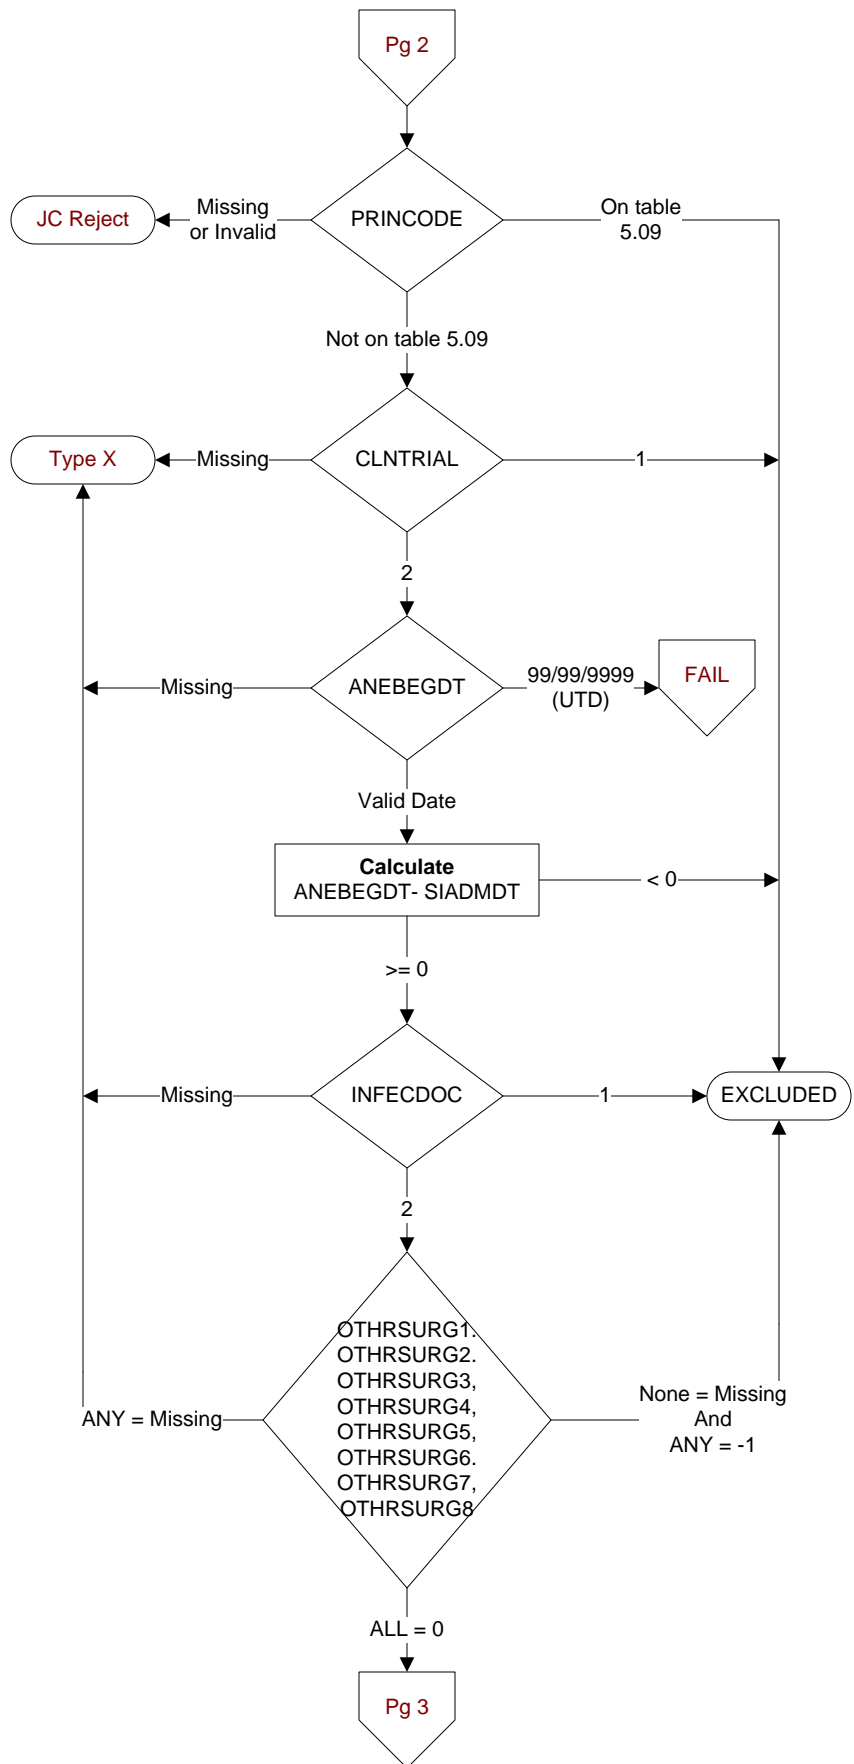 Pg 2
PRINCODE
JC Reject
Missing
or Invalid
On table
5.09
Not on table 5.09
Type X
Missing
CLNTRIAL
1
2
Missing
ANEBEGDT
99/99/9999
(UTD)
FAIL
Valid Date
Calculate
ANEBEGDT- SIADMDT
< 0
>= 0
Missing
INFECDOC
1
EXCLUDED
2
OTHRSURG1.
OTHRSURG2.
OTHRSURG3,
OTHRSURG4,
OTHRSURG5,
OTHRSURG6.
OTHRSURG7,
OTHRSURG8
ANY = Missing
None = Missing
And
ANY = -1
ALL = 0
Pg 3